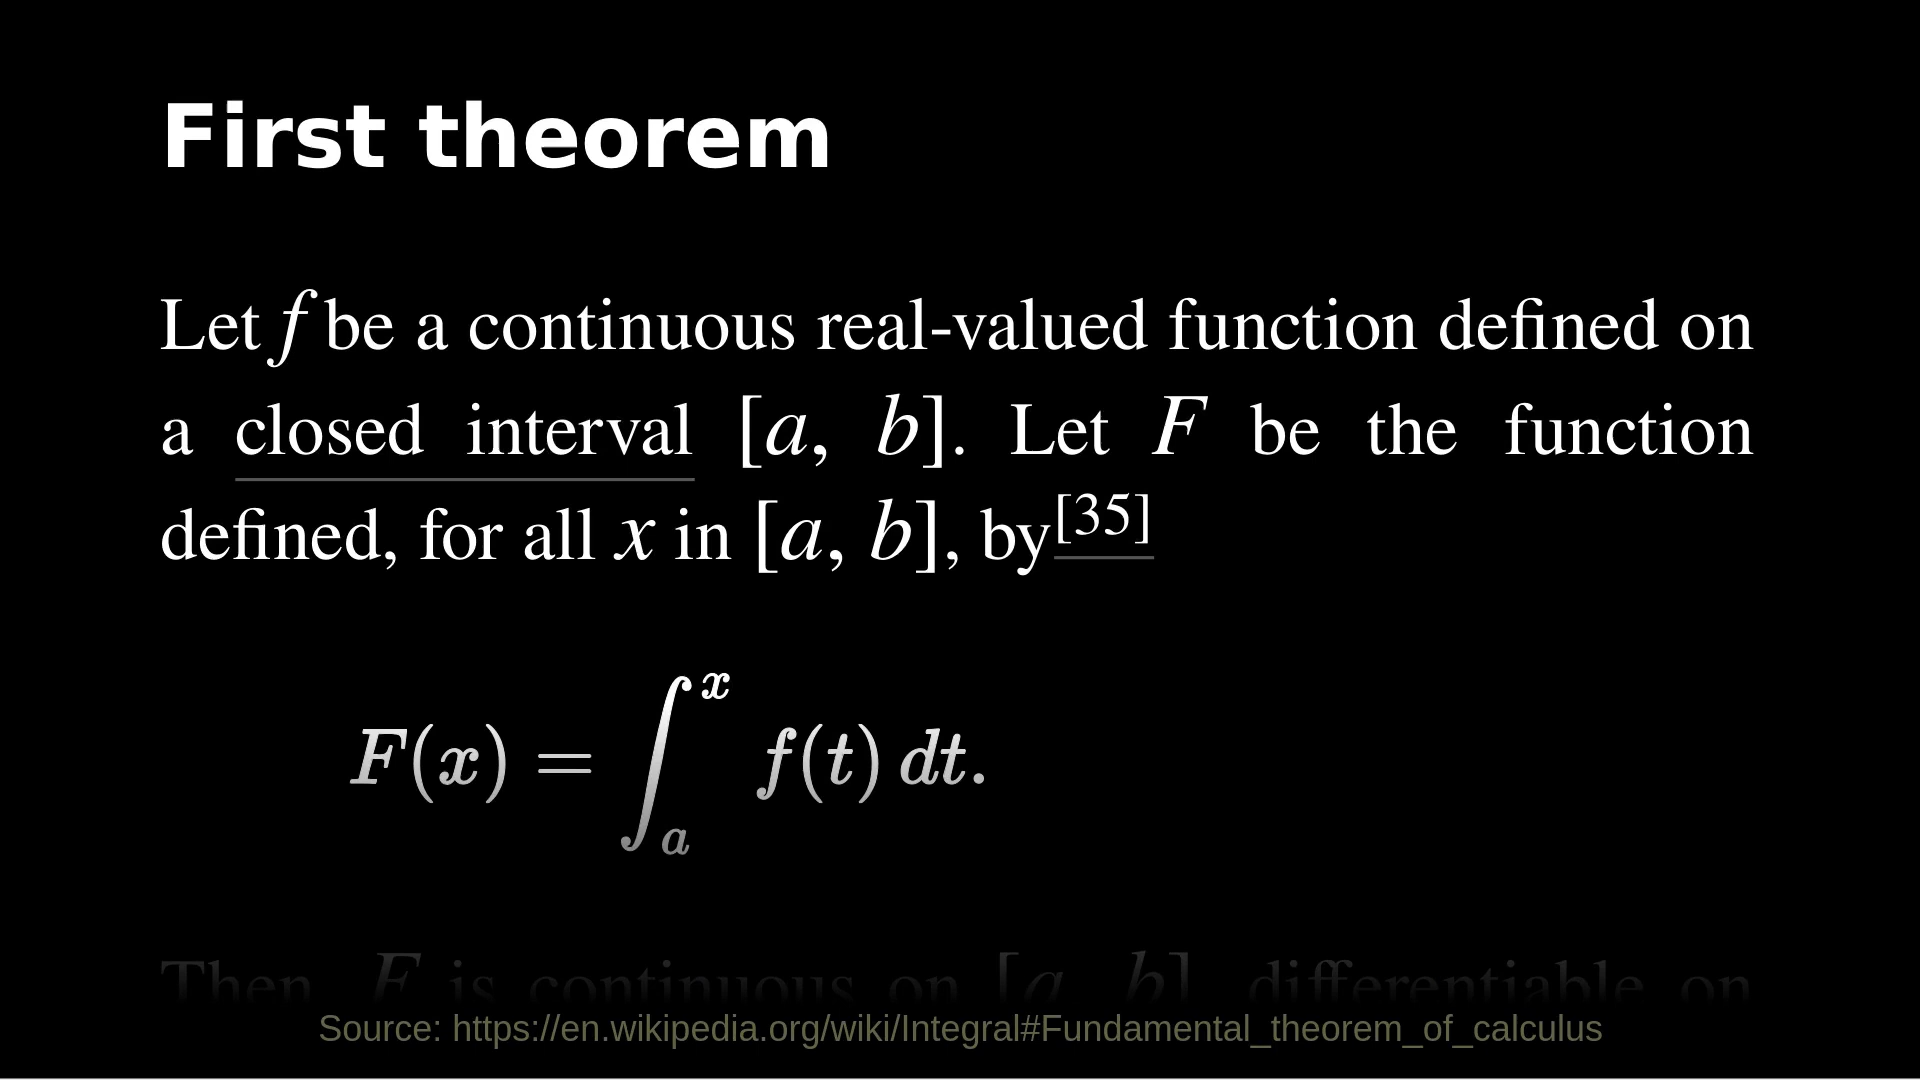 First theorem
Let f be a continuous real-valued function defined on
a closed interval [a, b]. Let F be the function
defined, for all x in [a, b], by[35]
F(x) = ∫_a^x f(t) dt.
Then F is continuous on [a, b], differentiable on
Source: https://en.wikipedia.org/wiki/Integral#Fundamental_theorem_of_calculus